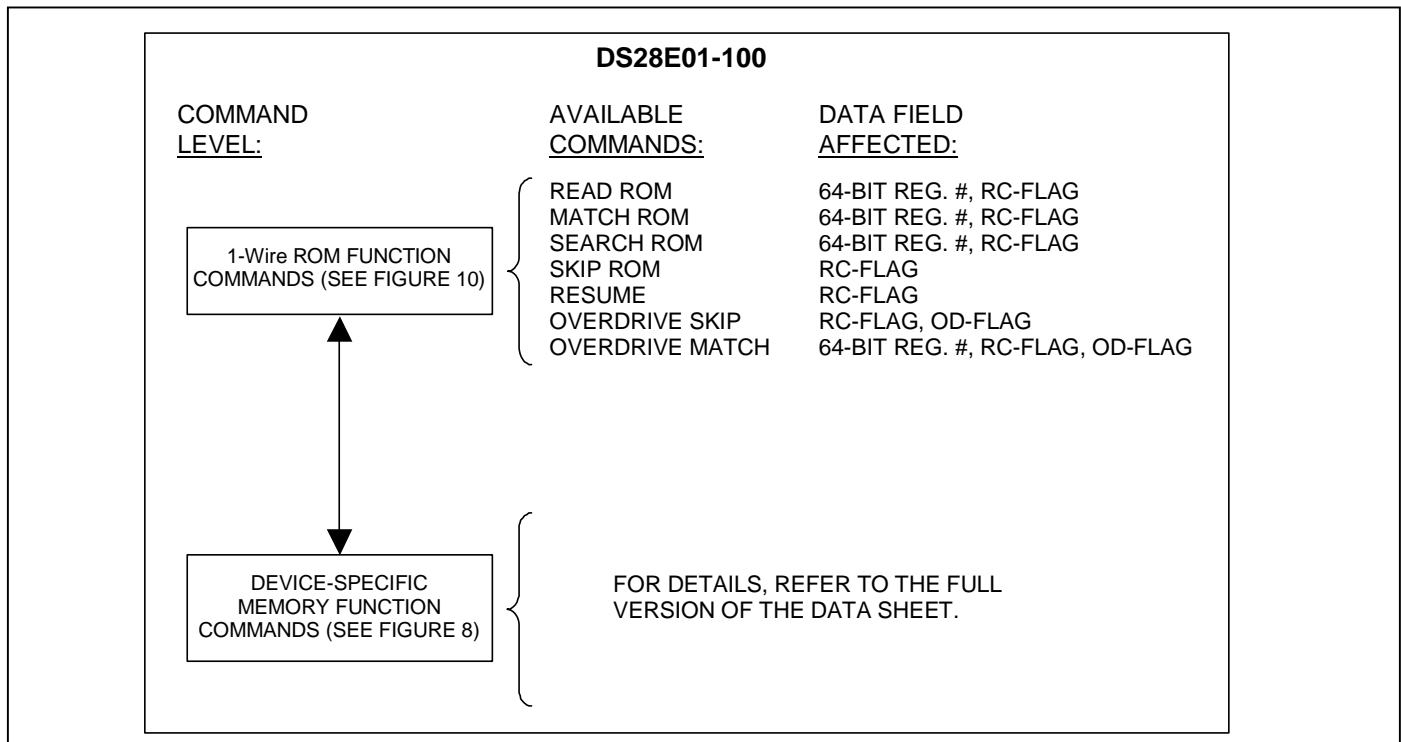 DS28E01-100
COMMAND LEVEL:
AVAILABLE COMMANDS:
DATA FIELD AFFECTED:
1-Wire ROM FUNCTION
COMMANDS (SEE FIGURE 10)
READ ROM 64-BIT REG. #, RC-FLAG
MATCH ROM 64-BIT REG. #, RC-FLAG
SEARCH ROM 64-BIT REG. #, RC-FLAG
SKIP ROM RC-FLAG
RESUME RC-FLAG
OVERDRIVE SKIP RC-FLAG, OD-FLAG
OVERDRIVE MATCH 64-BIT REG. #, RC-FLAG, OD-FLAG
DEVICE-SPECIFIC
MEMORY FUNCTION
COMMANDS (SEE FIGURE 8)
FOR DETAILS, REFER TO THE FULL
VERSION OF THE DATA SHEET.